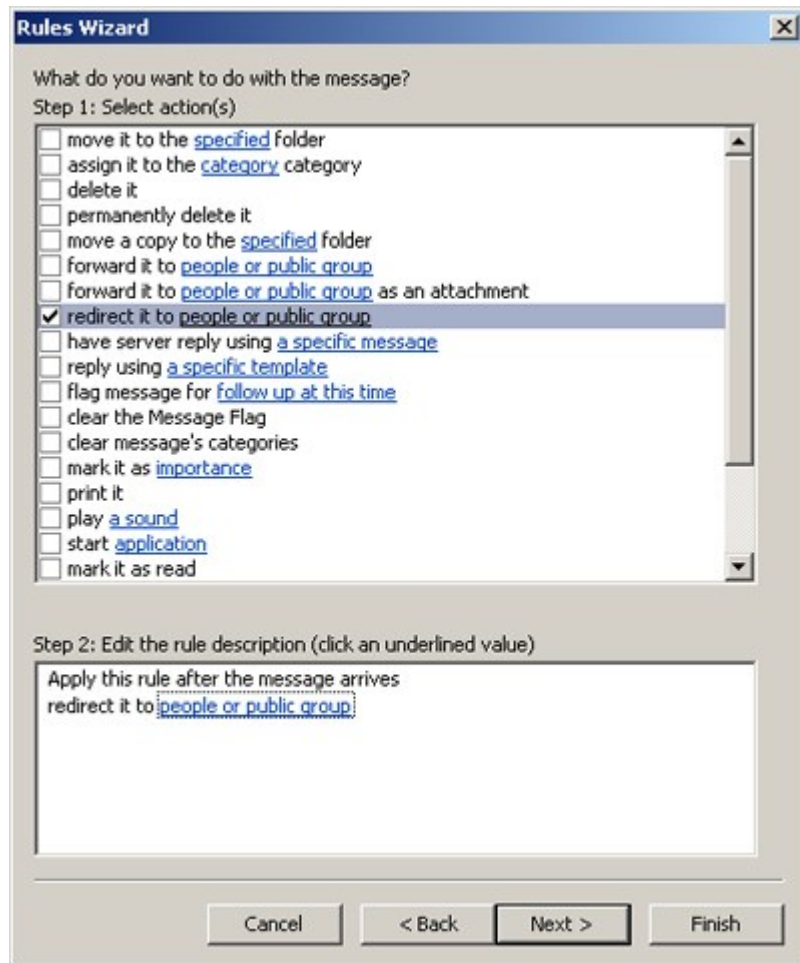 Rules Wizard
What do you want to do with the message?
Step 1: Select action(s)
move it to the specified folder
assign it to the category category
delete it
permanently delete it
move a copy to the specified folder
forward it to people or public group
forward it to people or public group as an attachment
redirect it to people or public group
have server reply using a specific message
reply using a specific template
flag message for follow up at this time
clear the Message Flag
clear message's categories
mark it as importance
print it
play a sound
start application
mark it as read
Step 2: Edit the rule description (click an underlined value)
Apply this rule after the message arrives
redirect it to people or public group
Cancel < Back Next > Finish